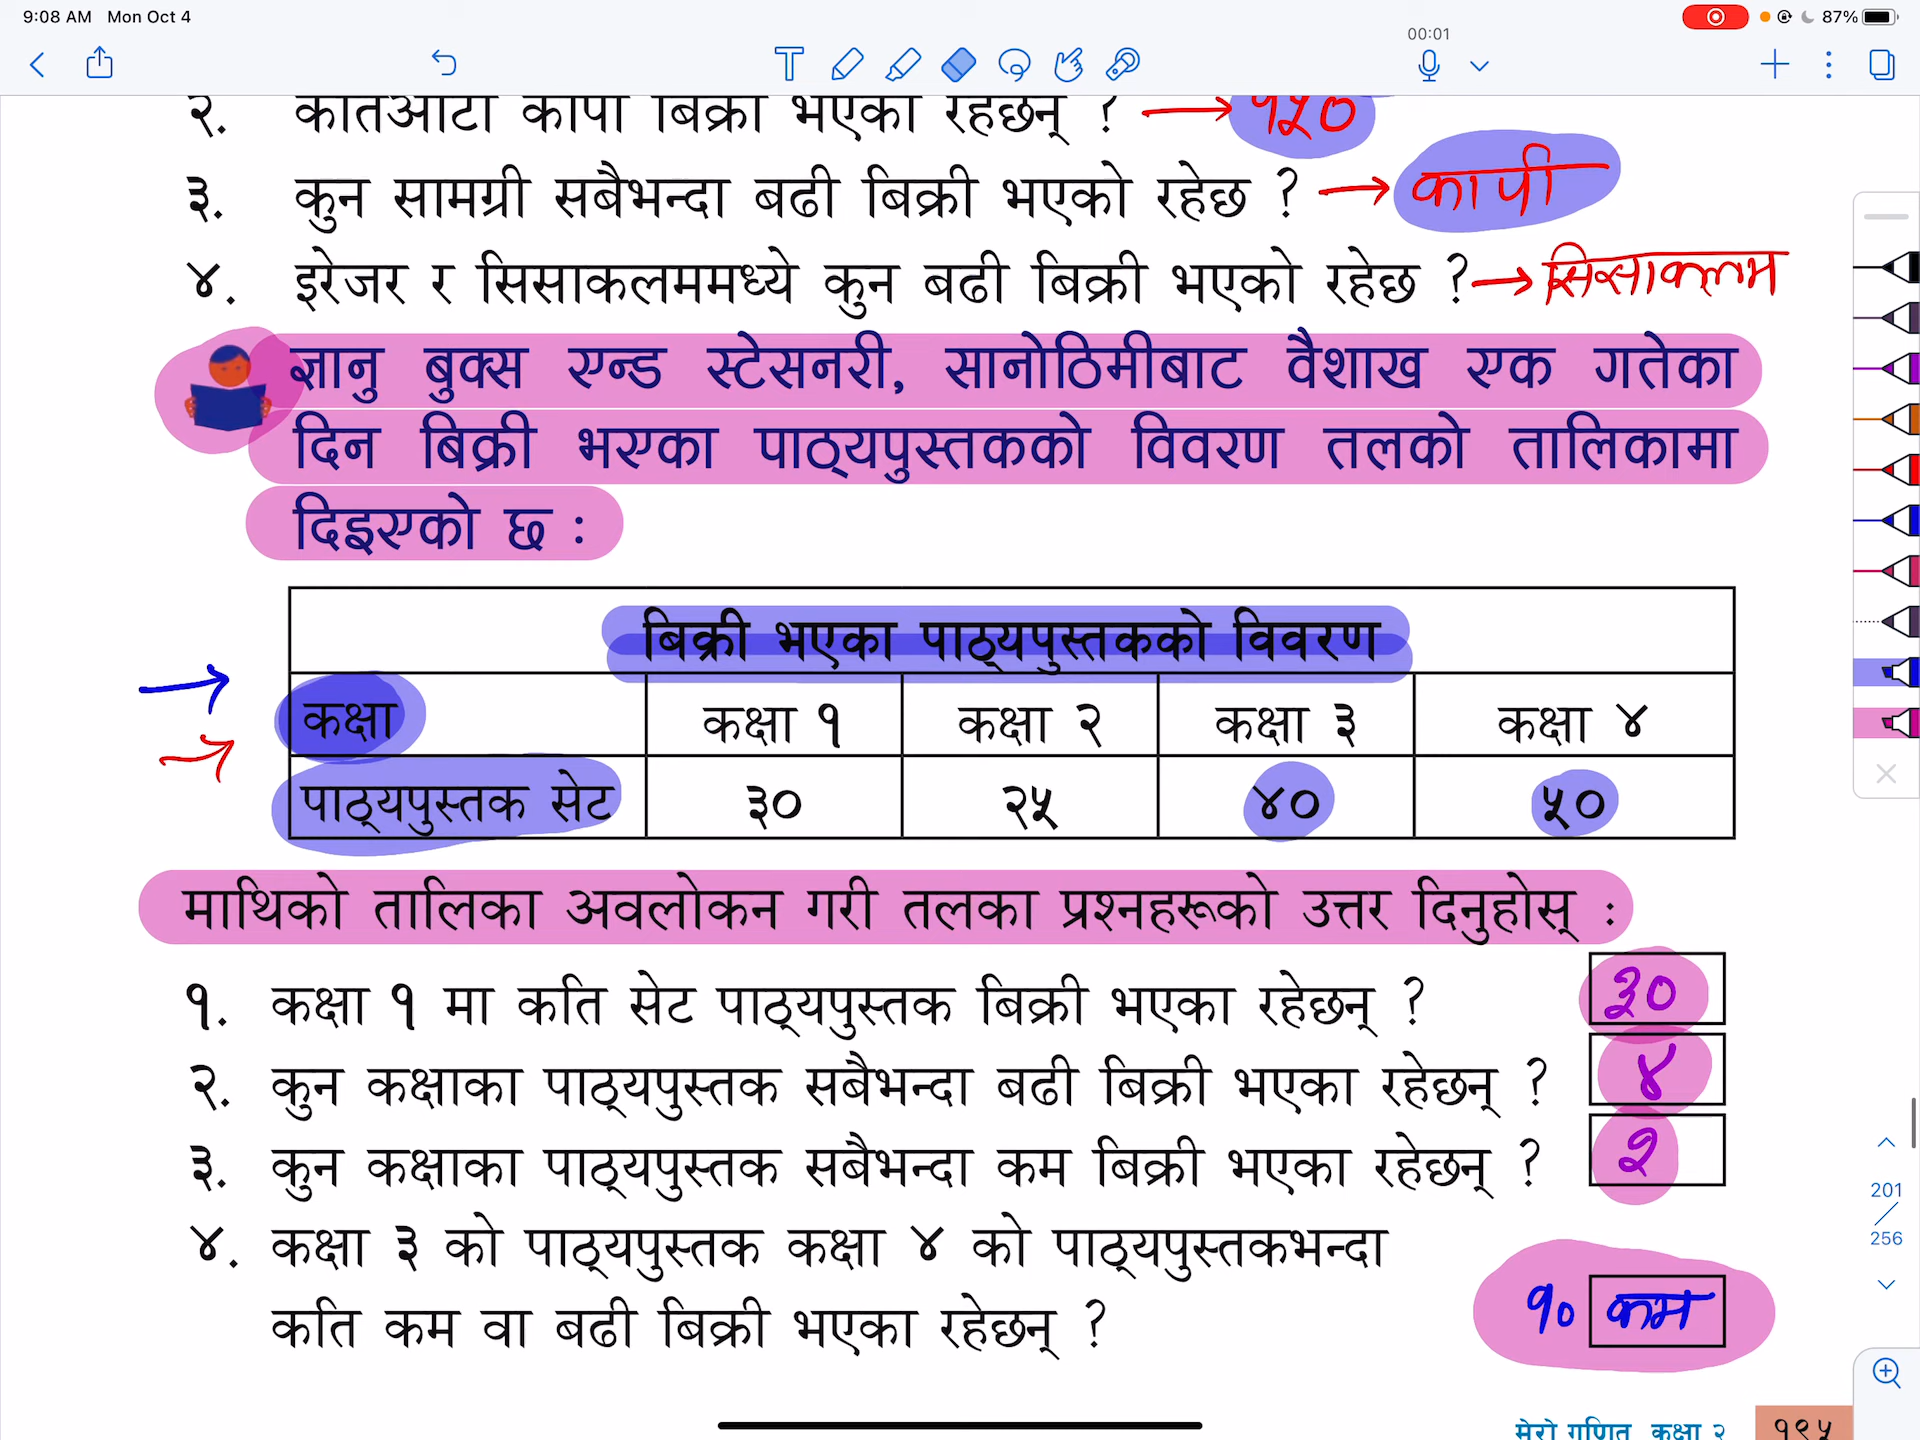 9:08 AM Mon Oct 4
87%
00:01
२. कतिओटा कापी बिक्री भएका रहेछन् ? → १५०
३. कुन सामग्री सबैभन्दा बढी बिक्री भएको रहेछ ? → कापी
४. इरेजर र सिसाकलममध्ये कुन बढी बिक्री भएको रहेछ ? → सिसाकलम
ज्ञानु बुक्स एन्ड स्टेसनरी, सानोठिमीबाट वैशाख एक गतेका
दिन बिक्री भएका पाठ्यपुस्तकको विवरण तलको तालिकामा
दिइएको छ :
बिक्री भएका पाठ्यपुस्तकको विवरण
कक्षा कक्षा १ कक्षा २ कक्षा ३ कक्षा ४
पाठ्यपुस्तक सेट ३० २५ ४० ५०
माथिको तालिका अवलोकन गरी तलका प्रश्नहरूको उत्तर दिनुहोस् :
१. कक्षा १ मा कति सेट पाठ्यपुस्तक बिक्री भएका रहेछन् ? ३०
२. कुन कक्षाका पाठ्यपुस्तक सबैभन्दा बढी बिक्री भएका रहेछन् ? ४
३. कुन कक्षाका पाठ्यपुस्तक सबैभन्दा कम बिक्री भएका रहेछन् ? २
४. कक्षा ३ को पाठ्यपुस्तक कक्षा ४ को पाठ्यपुस्तकभन्दा
कति कम वा बढी बिक्री भएका रहेछन् ? १० कम
201
256
मेरो गणित, कक्षा २ १९५